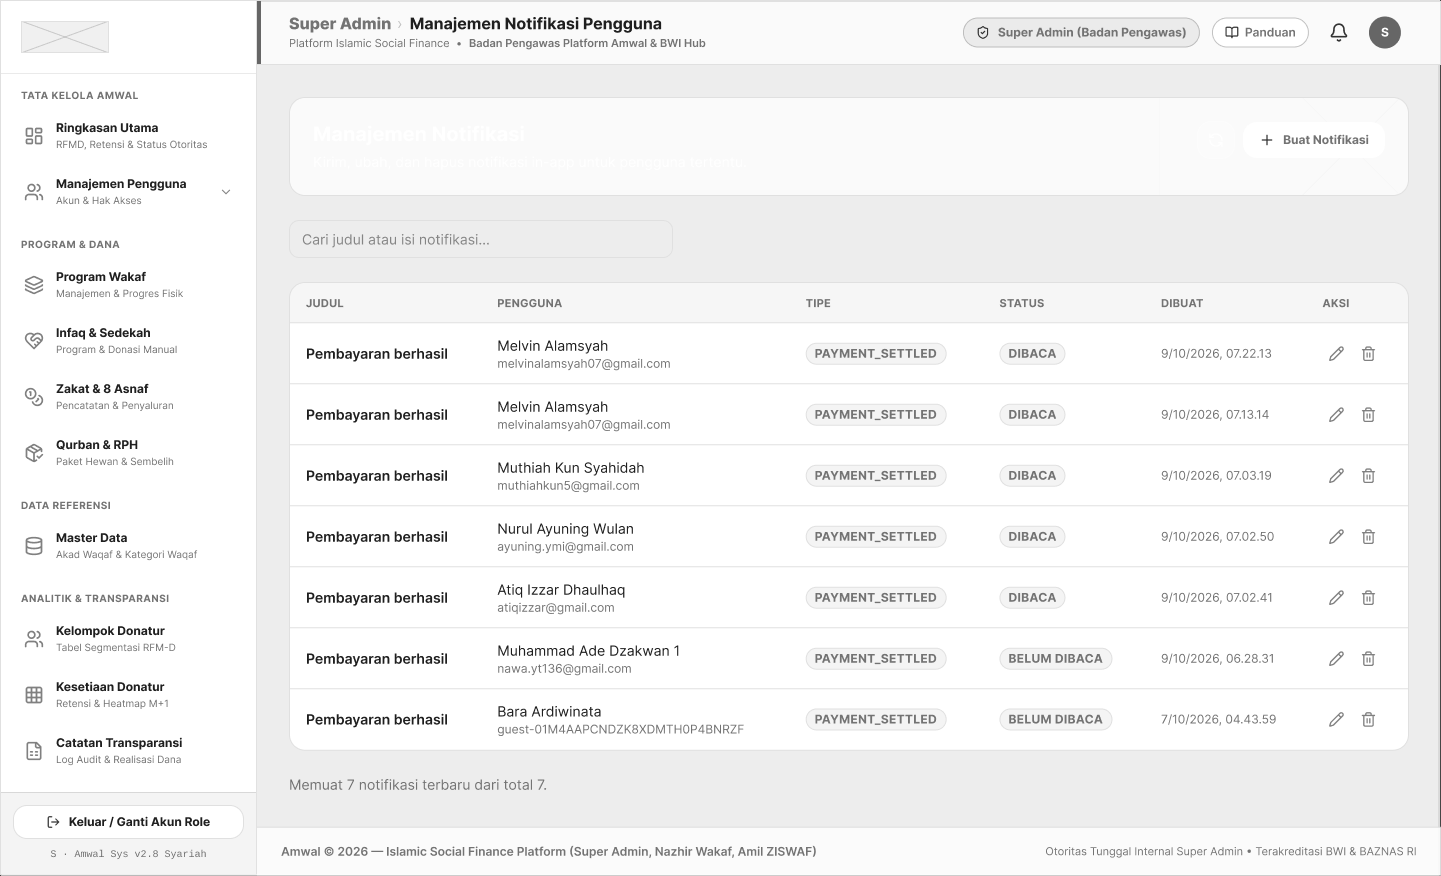 Super Admin › Manajemen Notifikasi Pengguna
Platform Islamic Social Finance • Badan Pengawas Platform Amwal & BWI Hub
Super Admin (Badan Pengawas)
Panduan
S
TATA KELOLA AMWAL
Ringkasan Utama
RFMD, Retensi & Status Otoritas
Manajemen Pengguna
Akun & Hak Akses
PROGRAM & DANA
Program Wakaf
Manajemen & Progres Fisik
Infaq & Sedekah
Program & Donasi Manual
Zakat & 8 Asnaf
Pencatatan & Penyaluran
Qurban & RPH
Paket Hewan & Sembelih
DATA REFERENSI
Master Data
Akad Waqaf & Kategori Waqaf
ANALITIK & TRANSPARANSI
Kelompok Donatur
Tabel Segmentasi RFM-D
Kesetiaan Donatur
Retensi & Heatmap M+1
Catatan Transparansi
Log Audit & Realisasi Dana
Keluar / Ganti Akun Role
S · Amwal Sys v2.8 Syariah
Manajemen Notifikasi
Buat Notifikasi
Cari judul atau isi notifikasi...
JUDUL PENGGUNA TIPE STATUS DIBUAT AKSI
Pembayaran berhasil Melvin Alamsyah PAYMENT_SETTLED DIBACA 9/10/2026, 07.22.13
melvinalamsyah07@gmail.com
Pembayaran berhasil Melvin Alamsyah PAYMENT_SETTLED DIBACA 9/10/2026, 07.13.14
melvinalamsyah07@gmail.com
Pembayaran berhasil Muthiah Kun Syahidah PAYMENT_SETTLED DIBACA 9/10/2026, 07.03.19
muthiahkun5@gmail.com
Pembayaran berhasil Nurul Ayuning Wulan PAYMENT_SETTLED DIBACA 9/10/2026, 07.02.50
ayuning.ymi@gmail.com
Pembayaran berhasil Atiq Izzar Dhaulhaq PAYMENT_SETTLED DIBACA 9/10/2026, 07.02.41
atiqizzar@gmail.com
Pembayaran berhasil Muhammad Ade Dzakwan 1 PAYMENT_SETTLED BELUM DIBACA 9/10/2026, 06.28.31
nawa.yt136@gmail.com
Pembayaran berhasil Bara Ardiwinata PAYMENT_SETTLED BELUM DIBACA 7/10/2026, 04.43.59
guest-01M4AAPCNDZK8XDMTH0P4BNRZF
Memuat 7 notifikasi terbaru dari total 7.
Amwal © 2026 — Islamic Social Finance Platform (Super Admin, Nazhir Wakaf, Amil ZISWAF)
Otoritas Tunggal Internal Super Admin • Terakreditasi BWI & BAZNAS RI